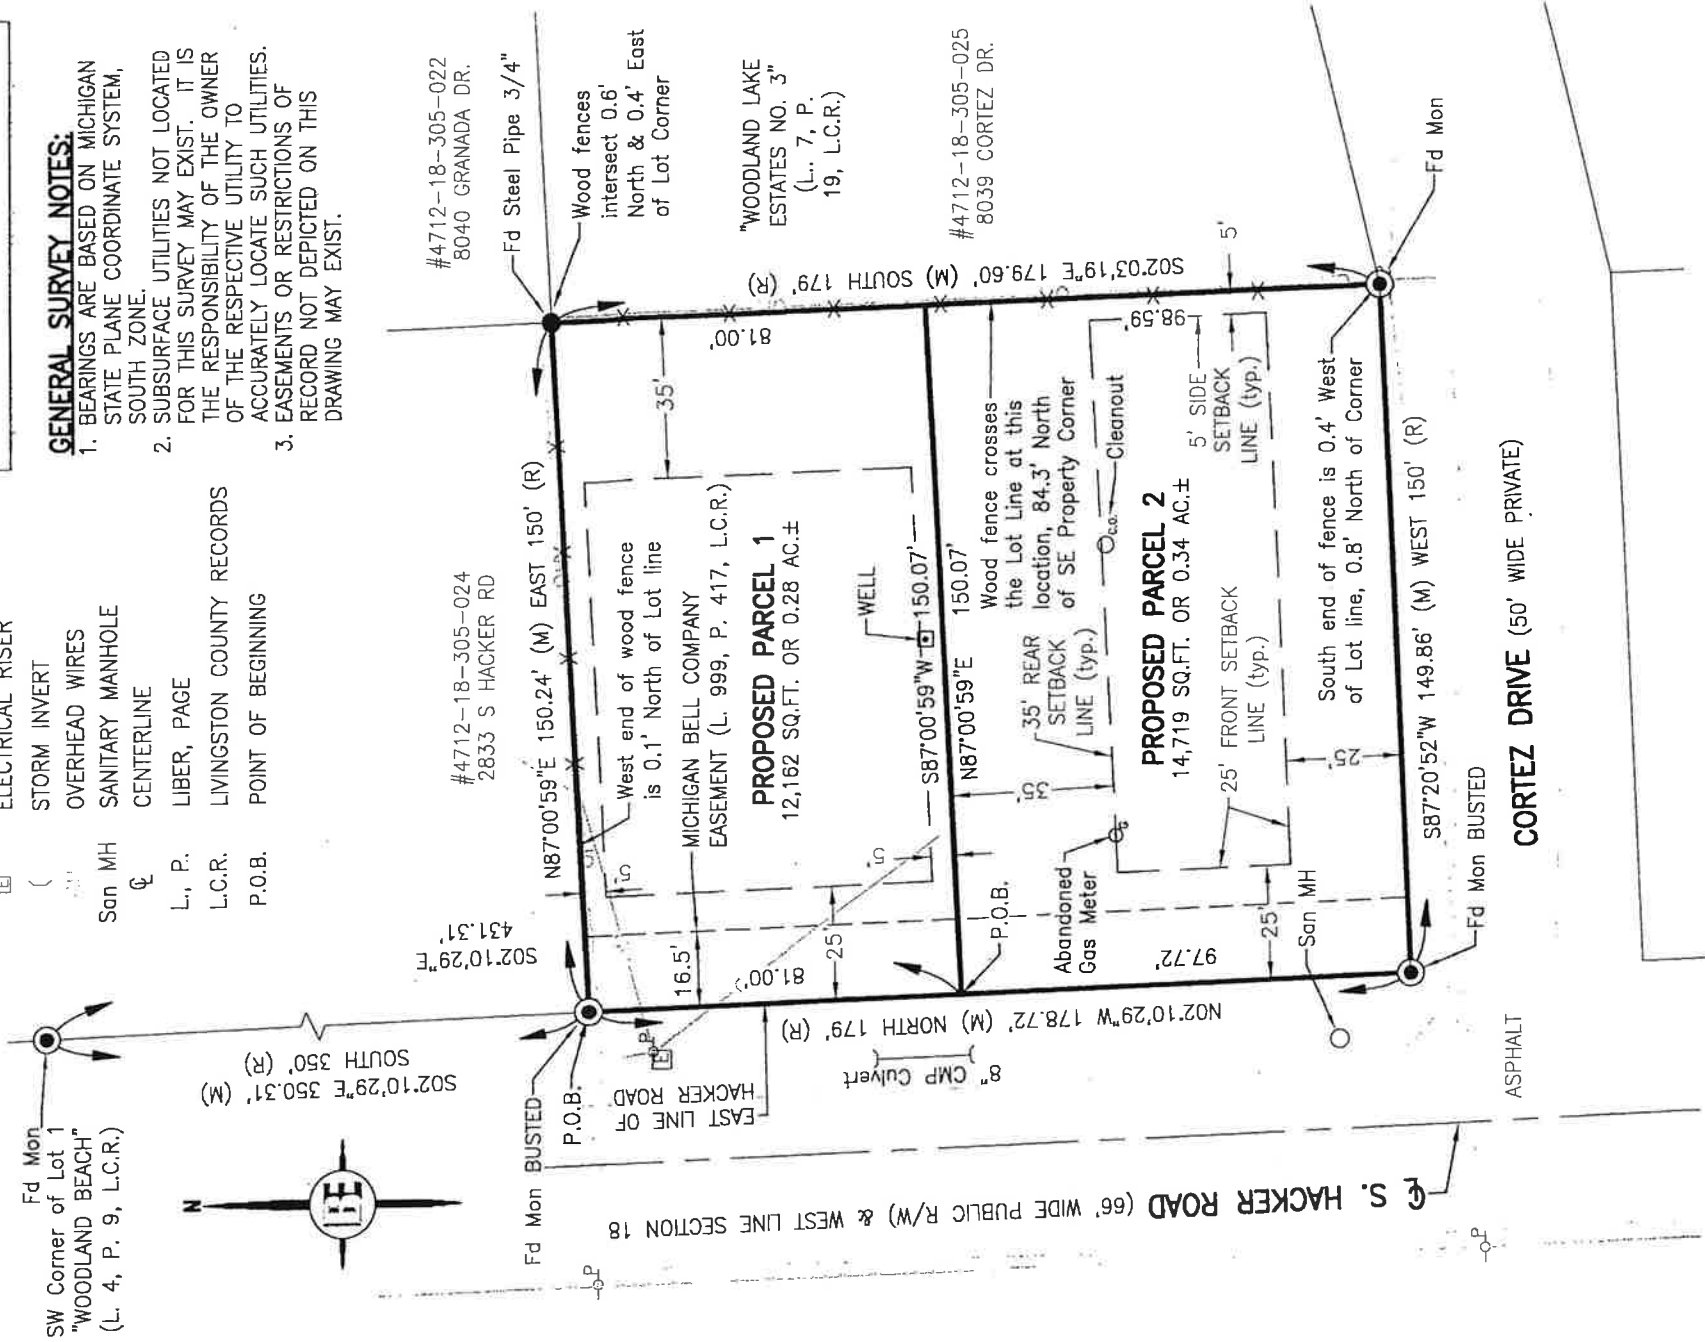 ELECTRICAL RISER
STORM INVERT
OVERHEAD WIRES
San MH SANITARY MANHOLE
℄ CENTERLINE
L., P. LIBER, PAGE
L.C.R. LIVINGSTON COUNTY RECORDS
P.O.B. POINT OF BEGINNING
GENERAL SURVEY NOTES:
1. BEARINGS ARE BASED ON MICHIGAN
STATE PLANE COORDINATE SYSTEM,
SOUTH ZONE.
2. SUBSURFACE UTILITIES NOT LOCATED
FOR THIS SURVEY MAY EXIST. IT IS
THE RESPONSIBILITY OF THE OWNER
OF THE RESPECTIVE UTILITY TO
ACCURATELY LOCATE SUCH UTILITIES.
3. EASEMENTS OR RESTRICTIONS OF
RECORD NOT DEPICTED ON THIS
DRAWING MAY EXIST.
Fd Mon
SW Corner of Lot 1
"WOODLAND BEACH"
(L. 4, P. 9, L.C.R.)
N
BE
S02°10'29"E 350.31' (M)
SOUTH 350' (R)
S02°10'29"E
431.31'
#4712-18-305-024
2833 S HACKER RD
#4712-18-305-022
8040 GRANADA DR.
Fd Steel Pipe 3/4"
Wood fences
intersect 0.6'
North & 0.4' East
of Lot Corner
"WOODLAND LAKE
ESTATES NO. 3"
(L. 7, P.
19, L.C.R.)
#4712-18-305-025
8039 CORTEZ DR.
Fd Mon BUSTED
P.O.B.
N87°00'59"E 150.24' (M) EAST 150' (R)
West end of wood fence
is 0.1' North of Lot line
MICHIGAN BELL COMPANY
EASEMENT (L. 999, P. 417, L.C.R.)
PROPOSED PARCEL 1
12,162 SQ.FT. OR 0.28 AC.±
35'
81.00'
S02°03'19"E 179.60' (M) SOUTH 179' (R)
5'
5'
16.5'
81.00'
25'
P
E
EAST LINE OF
HACKER ROAD
WELL
S87°00'59"W 150.07'
N87°00'59"E 150.07'
Wood fence crosses
the Lot Line at this
location, 84.3' North
of SE Property Corner
98.59'
5'
P.O.B.
35'
35' REAR
SETBACK
LINE (typ.)
c.o.
Cleanout
Abandoned
Gas Meter
G
PROPOSED PARCEL 2
14,719 SQ.FT. OR 0.34 AC.±
5' SIDE
SETBACK
LINE (typ.)
25' FRONT SETBACK
LINE (typ.)
97.72'
25'
25'
San MH
South end of fence is 0.4' West
of Lot line, 0.8' North of Corner
Fd Mon
N02°10'29"W 178.72' (M) NORTH 179' (R)
8" CMP Culvert
S87°20'52"W 149.86' (M) WEST 150' (R)
Fd Mon BUSTED
CORTEZ DRIVE (50' WIDE PRIVATE)
ASPHALT
℄ S. HACKER ROAD (66' WIDE PUBLIC R/W) & WEST LINE SECTION 18
P
P